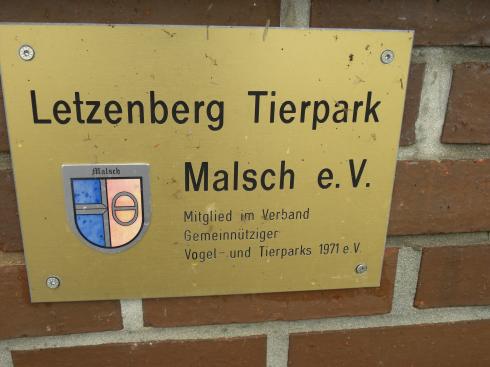 Letzenberg Tierpark
Malsch
Malsch e.V.
Mitglied im Verband
Gemeinnütziger
Vogel- und Tierparks 1971 e.V.